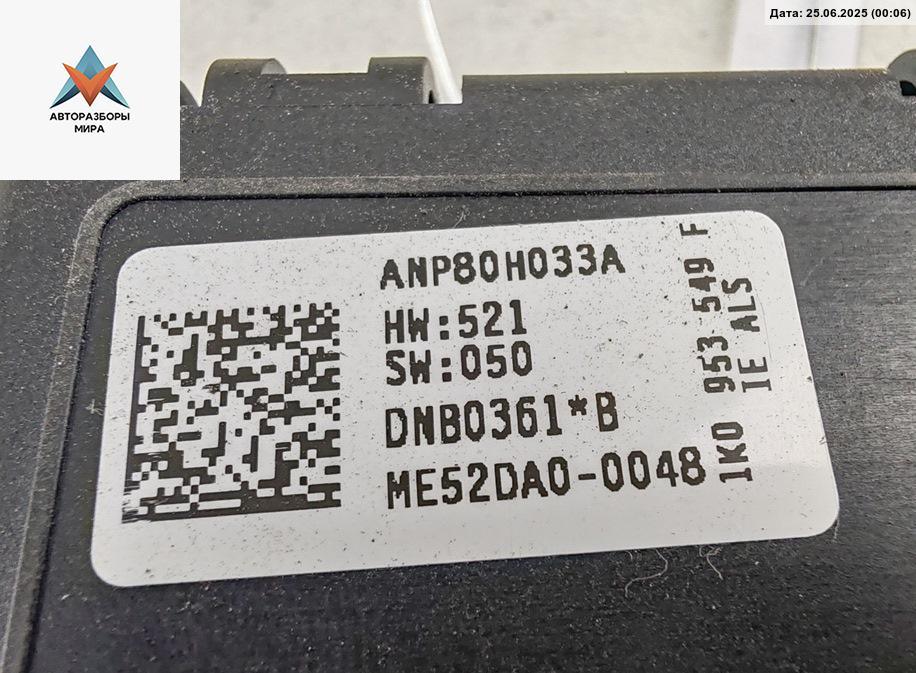 Дата: 25.06.2025 (00:06)
АВТОРАЗБОРЫ
МИРА
ANP80H033A
HW:521
SW:050
DNB0361*B
ME52DA0-0048
1K0 953 549 F
IE ALS